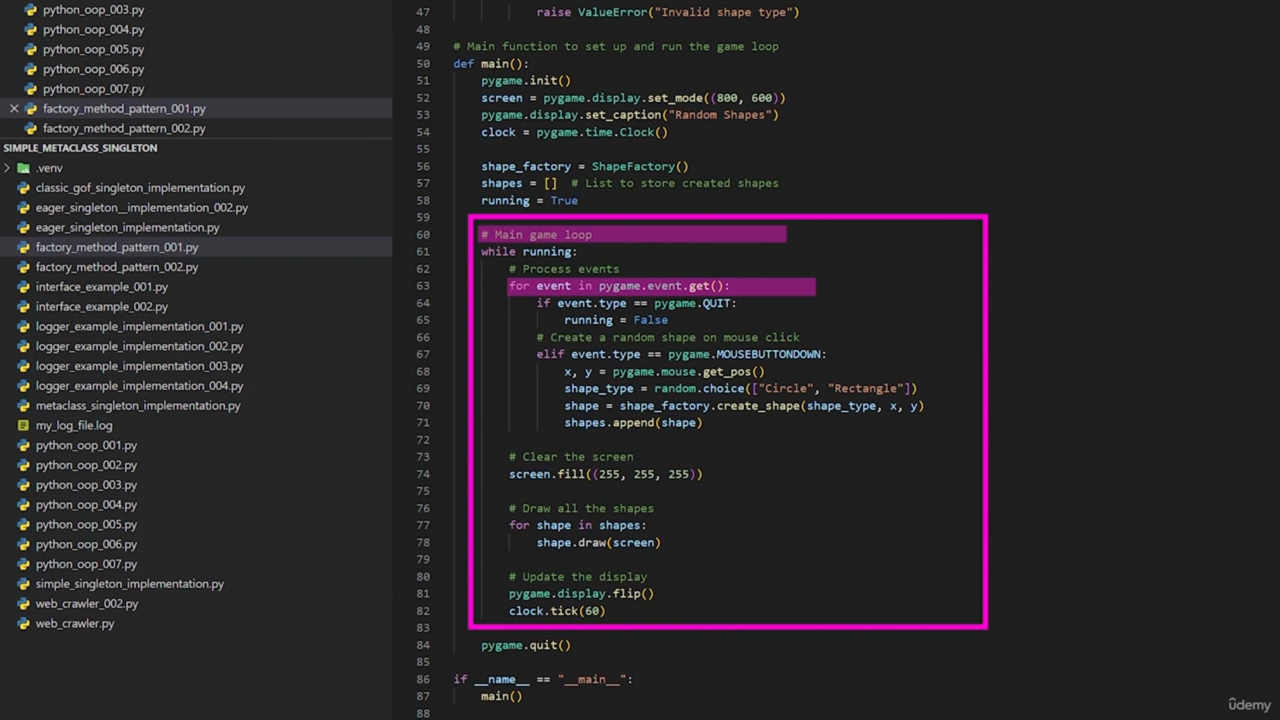 python_oop_003.py
python_oop_004.py
python_oop_005.py
python_oop_006.py
python_oop_007.py
factory_method_pattern_001.py
factory_method_pattern_002.py
SIMPLE_METACLASS_SINGLETON
.venv
classic_gof_singleton_implementation.py
eager_singleton__implementation_002.py
eager_singleton_implementation.py
factory_method_pattern_001.py
factory_method_pattern_002.py
interface_example_001.py
interface_example_002.py
logger_example_implementation_001.py
logger_example_implementation_002.py
logger_example_implementation_003.py
logger_example_implementation_004.py
metaclass_singleton_implementation.py
my_log_file.log
python_oop_001.py
python_oop_002.py
python_oop_003.py
python_oop_004.py
python_oop_005.py
python_oop_006.py
python_oop_007.py
simple_singleton_implementation.py
web_crawler_002.py
web_crawler.py
47 raise ValueError("Invalid shape type")
48
49 # Main function to set up and run the game loop
50 def main():
51 pygame.init()
52 screen = pygame.display.set_mode((800, 600))
53 pygame.display.set_caption("Random Shapes")
54 clock = pygame.time.Clock()
55
56 shape_factory = ShapeFactory()
57 shapes = [] # List to store created shapes
58 running = True
59
60 # Main game loop
61 while running:
62 # Process events
63 for event in pygame.event.get():
64 if event.type == pygame.QUIT:
65 running = False
66 # Create a random shape on mouse click
67 elif event.type == pygame.MOUSEBUTTONDOWN:
68 x, y = pygame.mouse.get_pos()
69 shape_type = random.choice(["Circle", "Rectangle"])
70 shape = shape_factory.create_shape(shape_type, x, y)
71 shapes.append(shape)
72
73 # Clear the screen
74 screen.fill((255, 255, 255))
75
76 # Draw all the shapes
77 for shape in shapes:
78 shape.draw(screen)
79
80 # Update the display
81 pygame.display.flip()
82 clock.tick(60)
83
84 pygame.quit()
85
86 if __name__ == "__main__":
87 main()
88
ûdemy